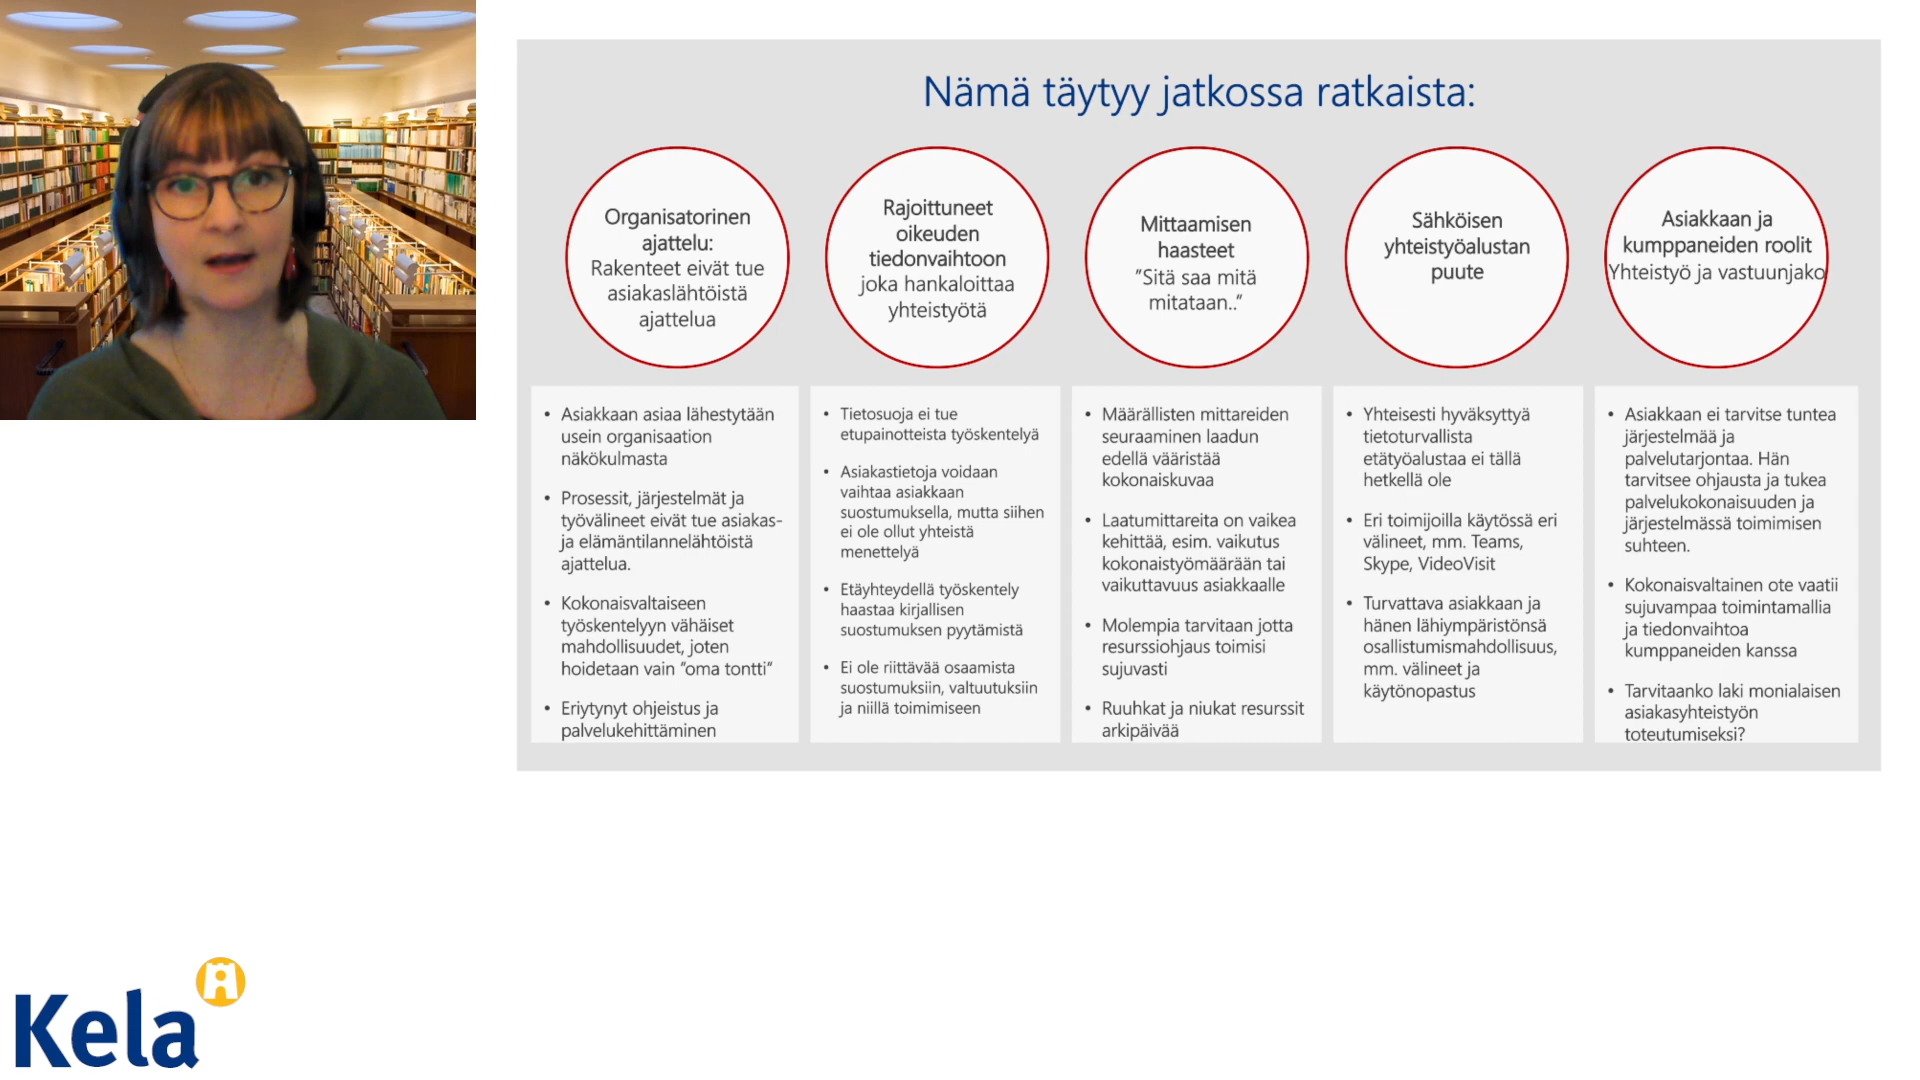 Nämä täytyy jatkossa ratkaista:
Organisatorinen
ajattelu:
Rakenteet eivät tue
asiakaslähtöistä
ajattelua
Rajoittuneet
oikeuden
tiedonvaihtoon
joka hankaloittaa
yhteistyötä
Mittaamisen
haasteet
”Sitä saa mitä
mitataan..”
Sähköisen
yhteistyöalustan
puute
Asiakkaan ja
kumppaneiden roolit
Yhteistyö ja vastuunjako
• Asiakkaan asiaa lähestytään
usein organisaation
näkökulmasta
• Prosessit, järjestelmät ja
työvälineet eivät tue asiakas-
ja elämäntilannelähtöistä
ajattelua.
• Kokonaisvaltaiseen
työskentelyyn vähäiset
mahdollisuudet, joten
hoidetaan vain ”oma tontti”
• Eriytynyt ohjeistus ja
palvelukehittäminen
• Tietosuoja ei tue
etupainotteista työskentelyä
• Asiakastietoja voidaan
vaihtaa asiakkaan
suostumuksella, mutta siihen
ei ole ollut yhteistä
menettelyä
• Etäyhteydellä työskentely
haastaa kirjallisen
suostumuksen pyytämistä
• Ei ole riittävää osaamista
suostumuksiin, valtuutuksiin
ja niillä toimimiseen
• Määrällisten mittareiden
seuraaminen laadun
edellä vääristää
kokonaiskuvaa
• Laatumittareita on vaikea
kehittää, esim. vaikutus
kokonaistyömäärään tai
vaikuttavuus asiakkaalle
• Molempia tarvitaan jotta
resurssiohjaus toimisi
sujuvasti
• Ruuhkat ja niukat resurssit
arkipäivää
• Yhteisesti hyväksyttyä
tietoturvallista
etätyöalustaa ei tällä
hetkellä ole
• Eri toimijoilla käytössä eri
välineet, mm. Teams,
Skype, VideoVisit
• Turvattava asiakkaan ja
hänen lähiympäristönsä
osallistumismahdollisuus,
mm. välineet ja
käytönopastus
• Asiakkaan ei tarvitse tuntea
järjestelmää ja
palvelutarjontaa. Hän
tarvitsee ohjausta ja tukea
palvelukokonaisuuden ja
järjestelmässä toimimisen
suhteen.
• Kokonaisvaltainen ote vaatii
sujuvampaa toimintamallia
ja tiedonvaihtoa
kumppaneiden kanssa
• Tarvitaanko laki monialaisen
asiakasyhteistyön
toteutumiseksi?
Kela